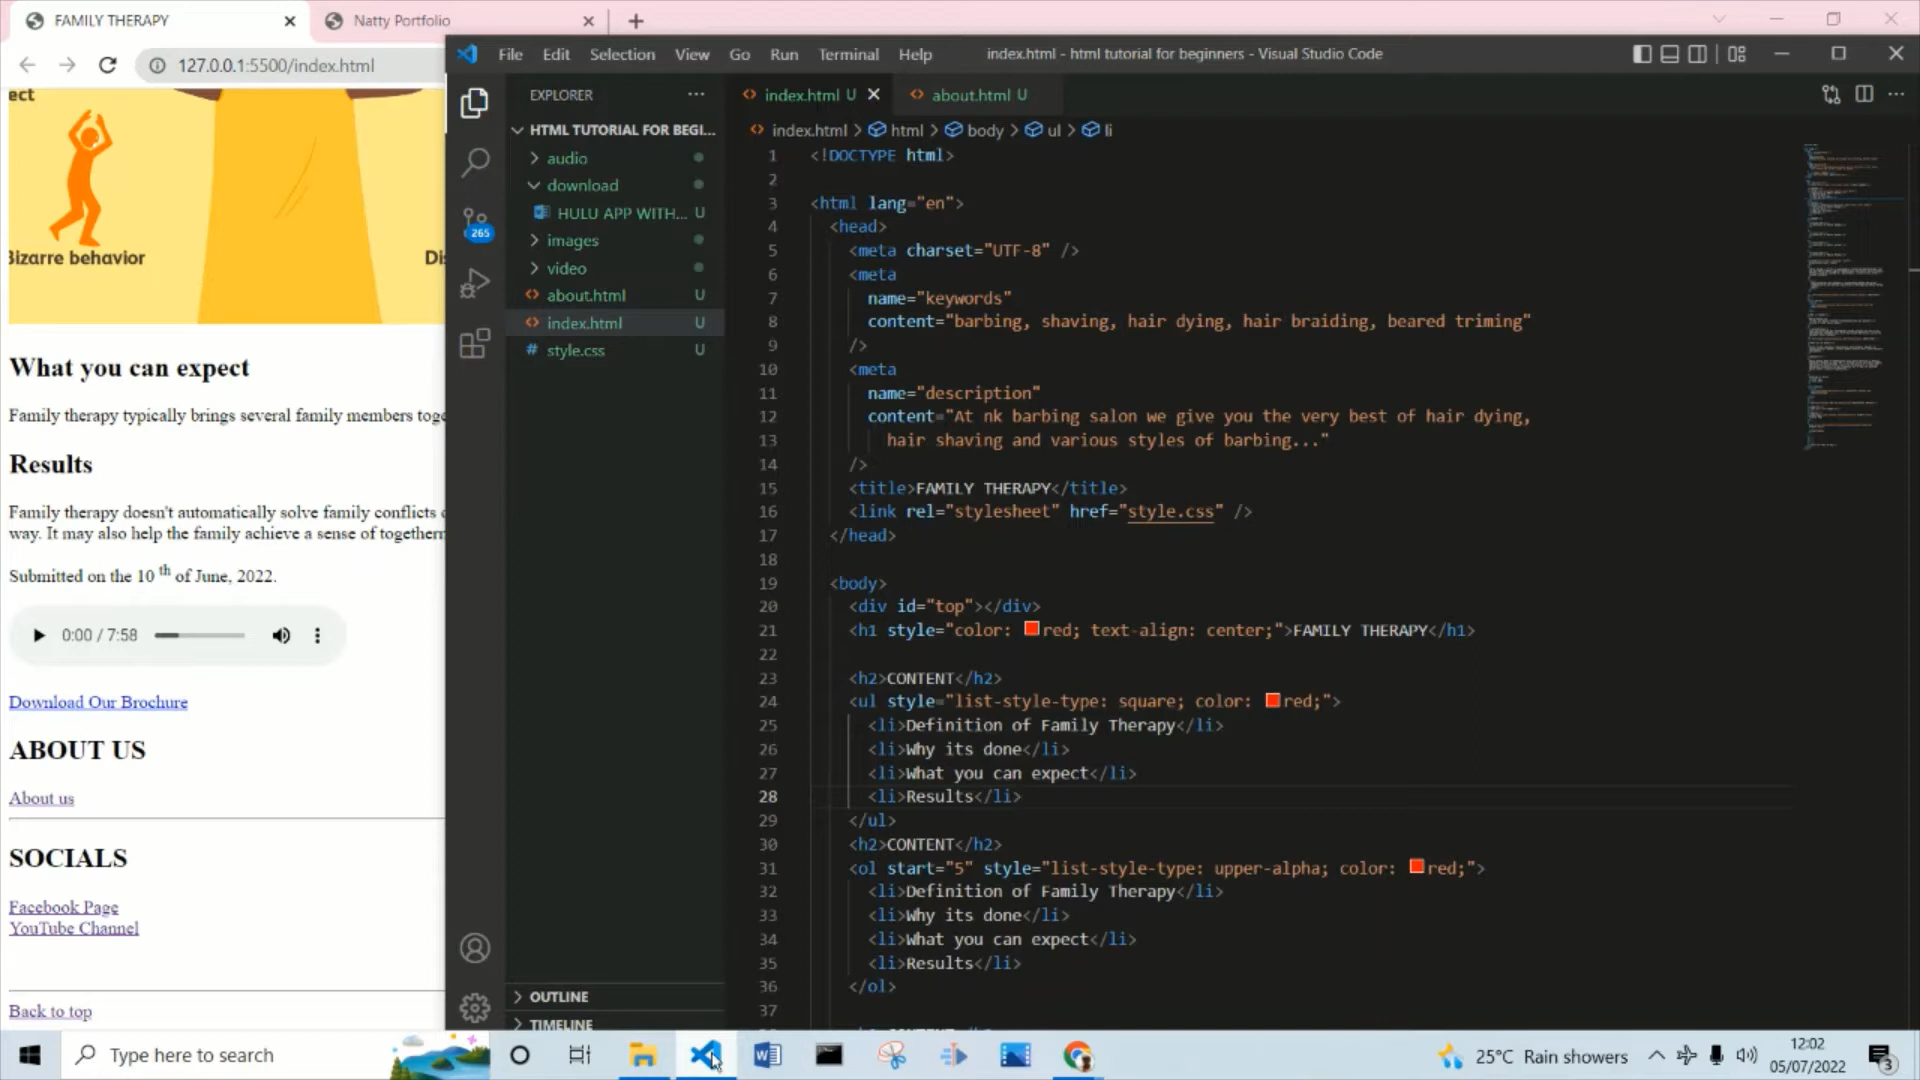 FAMILY THERAPY
Natty Portfolio
127.0.0.1:5500/index.html
ect
Bizarre behavior
Di
What you can expect
Family therapy typically brings several family members toge
Results
Family therapy doesn't automatically solve family conflicts
way. It may also help the family achieve a sense of togethern
Submitted on the 10 th of June, 2022.
0:00 / 7:58
Download Our Brochure
ABOUT US
About us
SOCIALS
Facebook Page
YouTube Channel
Back to top
File Edit Selection View Go Run Terminal Help
index.html - html tutorial for beginners - Visual Studio Code
EXPLORER
HTML TUTORIAL FOR BEGI...
audio
download
HULU APP WITH... U
images
video
about.html U
index.html U
style.css U
OUTLINE
TIMELINE
index.html U
about.html U
index.html > html > body > ul > li
1 <!DOCTYPE html>
2
3 <html lang="en">
4 <head>
5 <meta charset="UTF-8" />
6 <meta
7 name="keywords"
8 content="barbing, shaving, hair dying, hair braiding, beared triming"
9 />
10 <meta
11 name="description"
12 content="At nk barbing salon we give you the very best of hair dying,
13 hair shaving and various styles of barbing..."
14 />
15 <title>FAMILY THERAPY</title>
16 <link rel="stylesheet" href="style.css" />
17 </head>
18
19 <body>
20 <div id="top"></div>
21 <h1 style="color: red; text-align: center;">FAMILY THERAPY</h1>
22
23 <h2>CONTENT</h2>
24 <ul style="list-style-type: square; color: red;">
25 <li>Definition of Family Therapy</li>
26 <li>Why its done</li>
27 <li>What you can expect</li>
28 <li>Results</li>
29 </ul>
30 <h2>CONTENT</h2>
31 <ol start="5" style="list-style-type: upper-alpha; color: red;">
32 <li>Definition of Family Therapy</li>
33 <li>Why its done</li>
34 <li>What you can expect</li>
35 <li>Results</li>
36 </ol>
37
265
Type here to search
25°C Rain showers
12:02
05/07/2022
3